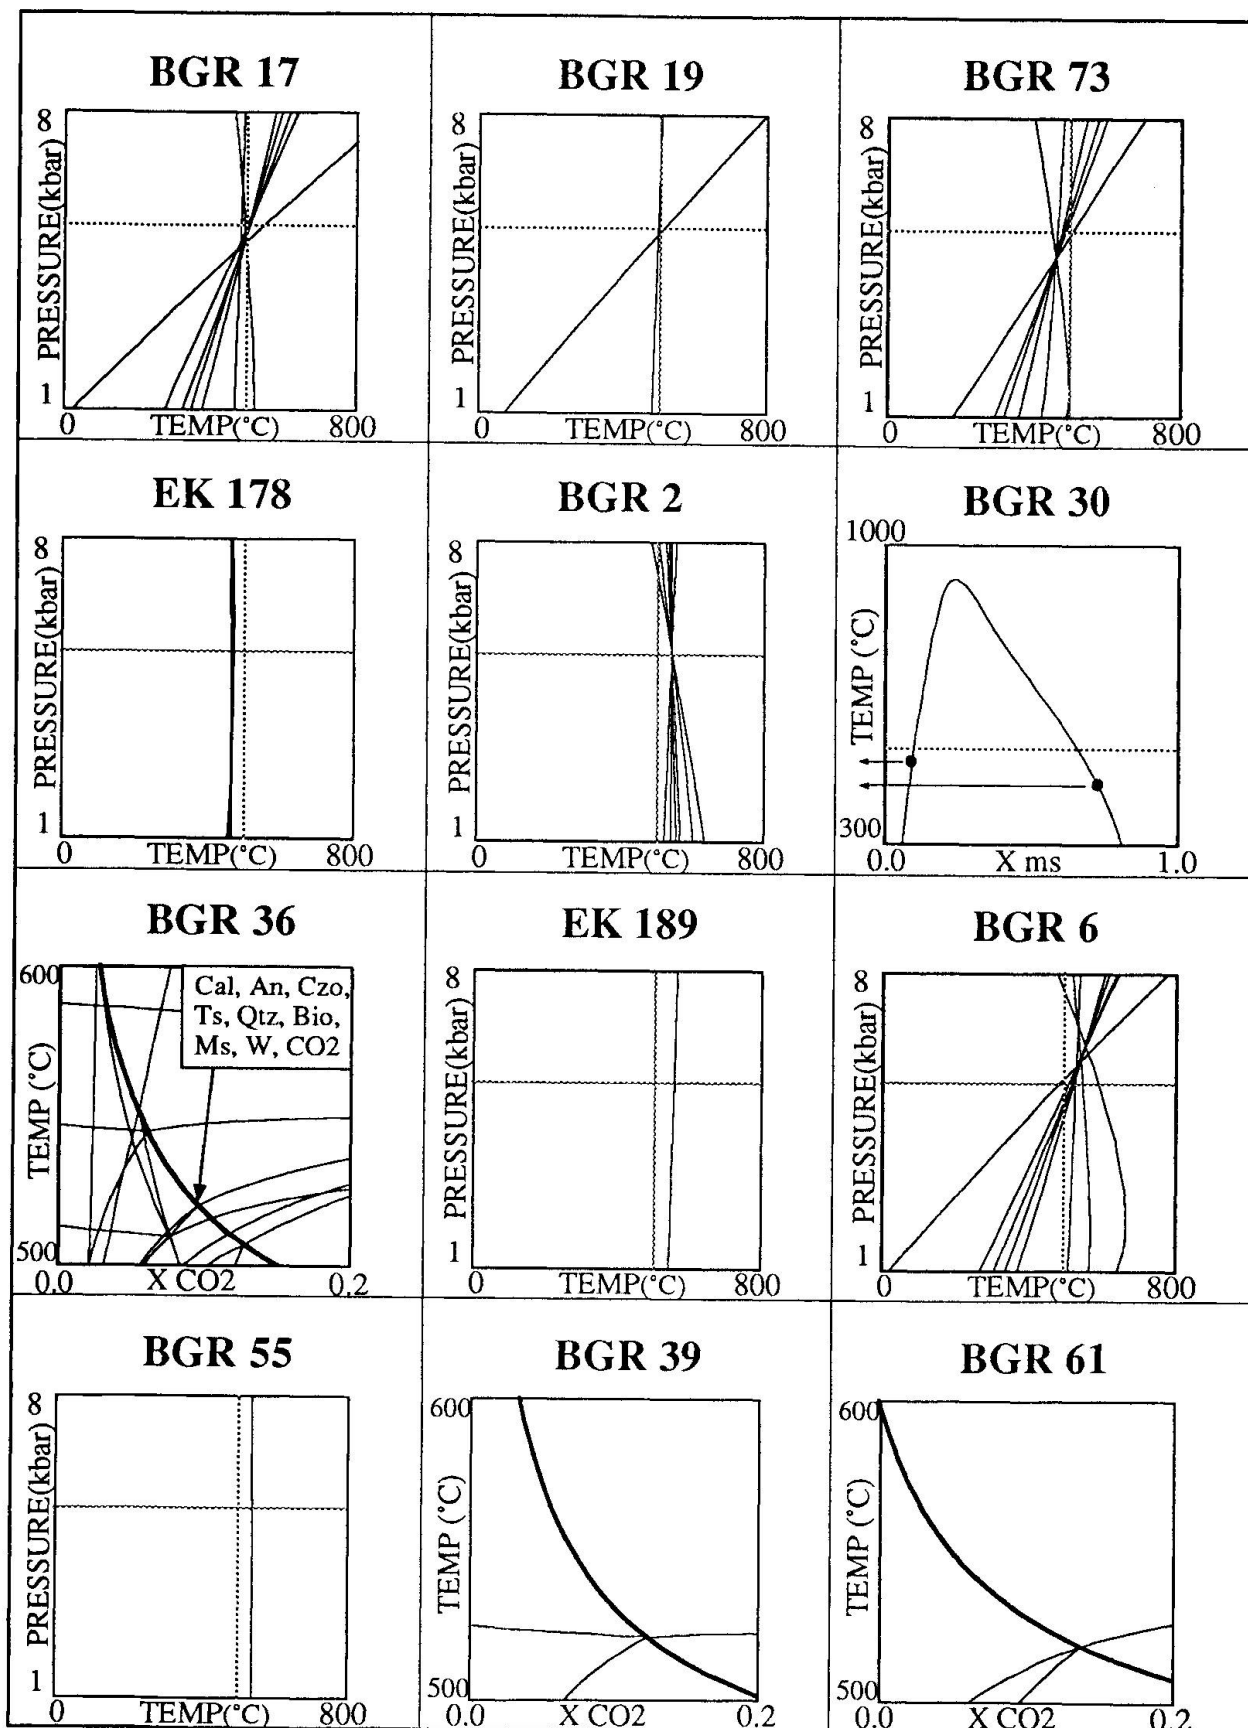 BGR 17
8
PRESSURE(kbar)
1
0
TEMP(°C)
800
BGR 19
8
PRESSURE(kbar)
1
0
TEMP(°C)
800
BGR 73
8
PRESSURE(kbar)
1
0
TEMP(°C)
800
EK 178
8
PRESSURE(kbar)
1
0
TEMP(°C)
800
BGR 2
8
PRESSURE(kbar)
1
0
TEMP(°C)
800
BGR 30
1000
TEMP (°C)
300
0.0
X ms
1.0
BGR 36
600
Cal, An, Czo,
Ts, Qtz, Bio,
Ms, W, CO2
TEMP (°C)
500
0.0
X CO2
0.2
EK 189
8
PRESSURE(kbar)
1
0
TEMP(°C)
800
BGR 6
8
PRESSURE(kbar)
1
0
TEMP(°C)
800
BGR 55
8
PRESSURE(kbar)
1
0
TEMP(°C)
800
BGR 39
600
TEMP (°C)
500
0.0
X CO2
0.2
BGR 61
600
TEMP (°C)
500
0.0
X CO2
0.2